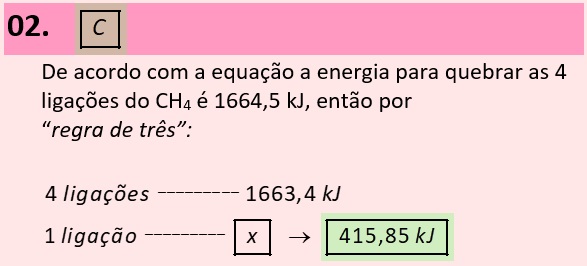 02. C
De acordo com a equação a energia para quebrar as 4
ligações do CH₄ é 1664,5 kJ, então por
“regra de três”:
4 ligações ––––––––– 1663,4 kJ
1 ligação ––––––––– x → 415,85 kJ